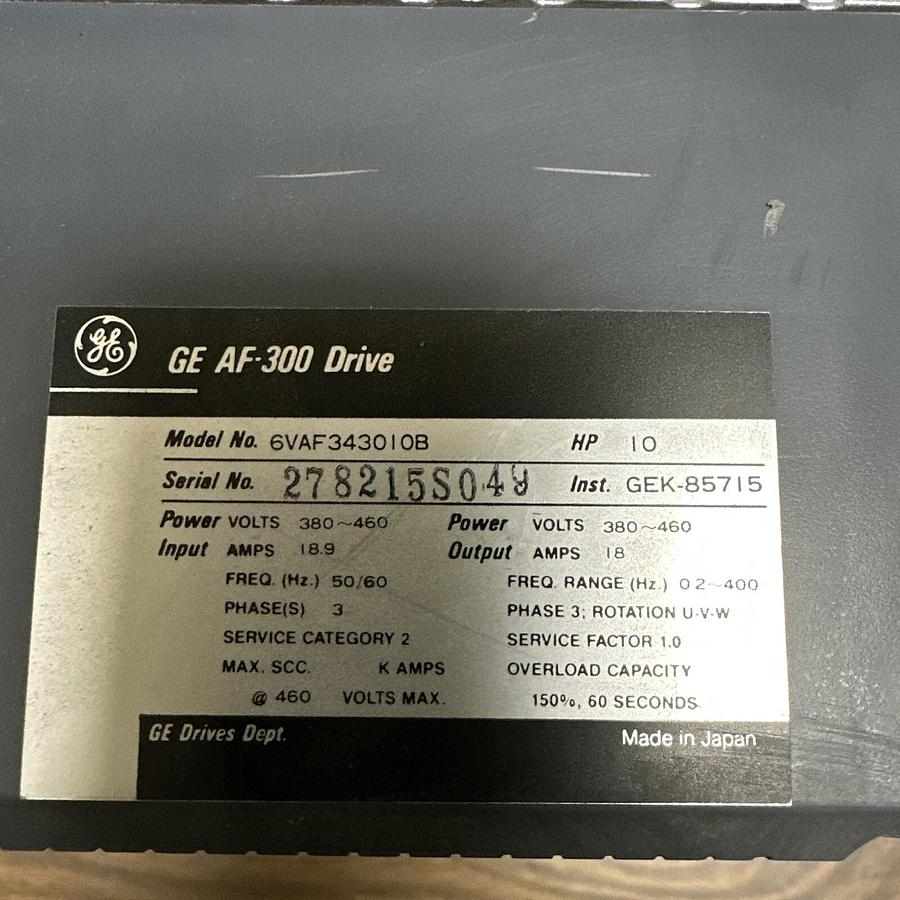 GE
GE AF-300 Drive
Model No. 6VAF343010B HP 10
Serial No. Inst. GEK-85715
Power Input VOLTS 380~460
AMPS 18.9
FREQ. (Hz.) 50/60
PHASE(S) 3
SERVICE CATEGORY 2
MAX. SCC. K AMPS
@ 460 VOLTS MAX.
Power Output VOLTS 380~460
AMPS 18
FREQ. RANGE (Hz.) 0.2~400
PHASE 3; ROTATION U-V-W
SERVICE FACTOR 1.0
OVERLOAD CAPACITY
150%, 60 SECONDS
GE Drives Dept.
Made in Japan